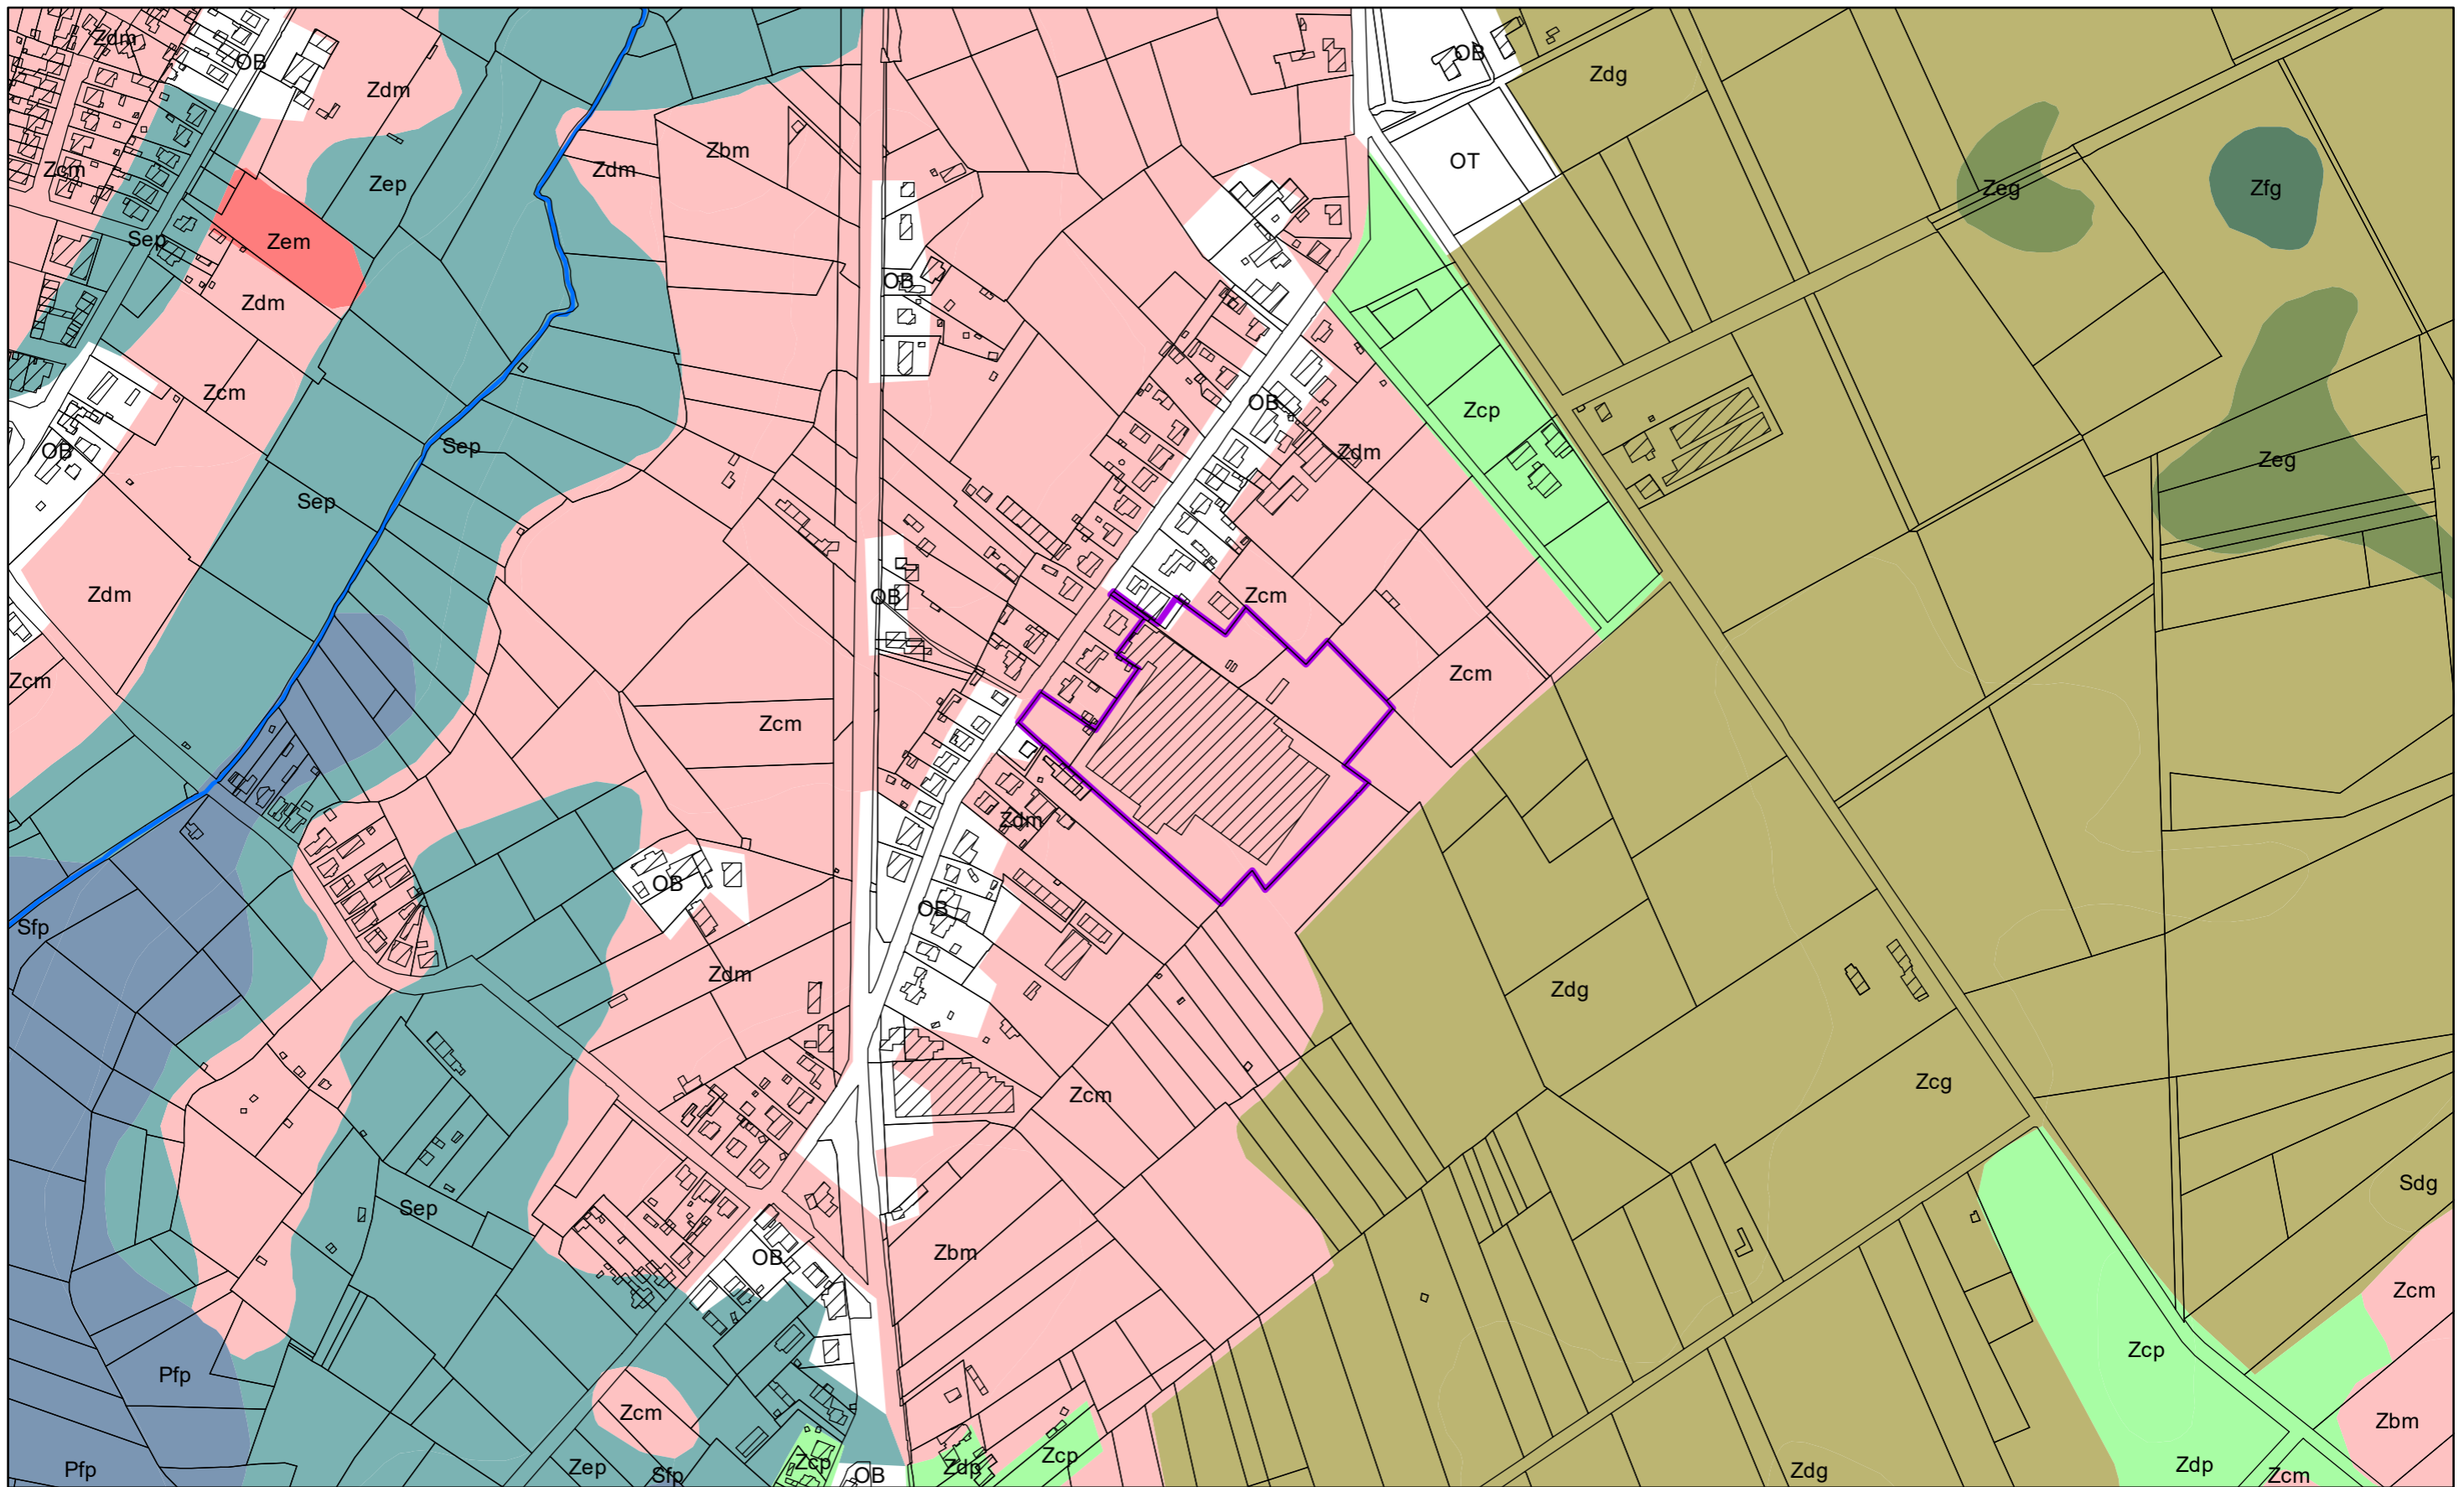 Zdm
OB
OB
Zdg
Zdm
Zbm
Zdm
OT
Zcm
Zep
Zeg
Zfg
Sep
Zem
OB
Zdm
Zcm
OB
Zcp
OB
Sep
Zdm
Zeg
Sep
Zdm
OB
Zcm
Zcm
Zcm
Zcm
Zdm
OB
OB
Sfp
Zdm
Zdg
Zcg
Zcm
Sdg
Sep
Zbm
OB
Zcm
Zcp
Pfp
Zcm
Zbm
Zcp
Zcp
Zdp
Zdp
Pfp
Zep
Sfp
OB
Zdg
Zcm